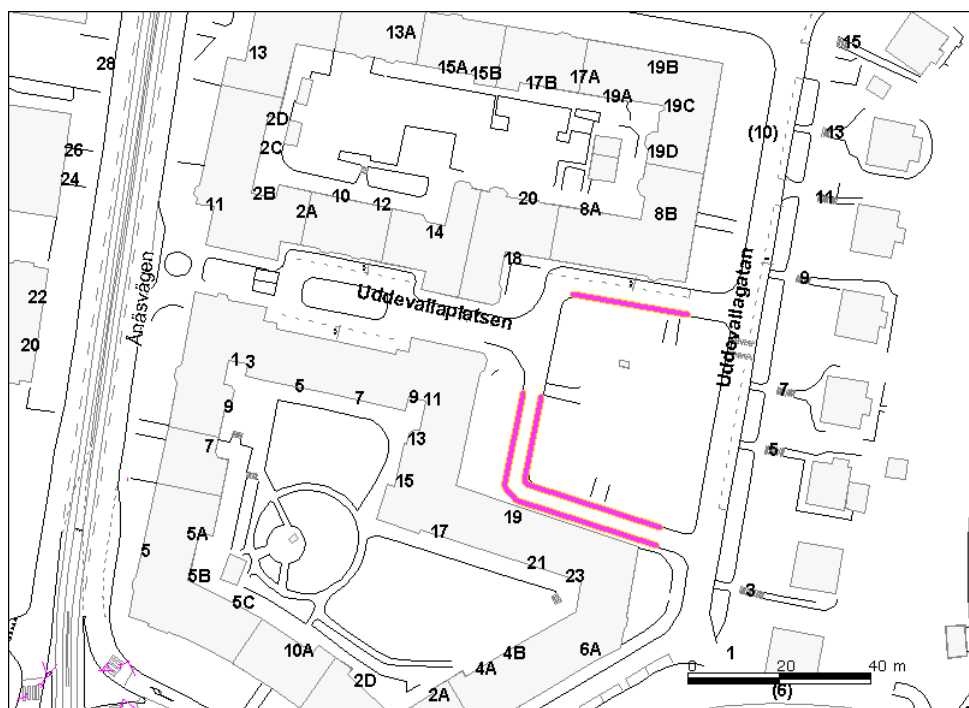 13A
15
28
13
15A
15B
17B
17A
19B
19A
19C
2D
(10)
13
26
2C
19D
24
2B
10
12
20
8A
8B
11
11
2A
14
18
9
22
Ånäsvägen
Uddevallaplatsen
Uddevallagatan
20
1
3
5
7
9
11
7
9
13
7
5
15
5A
17
19
5
5B
21
23
3
5C
10A
4B
6A
1
4A
2D
2A
0
20
40 m
(6)